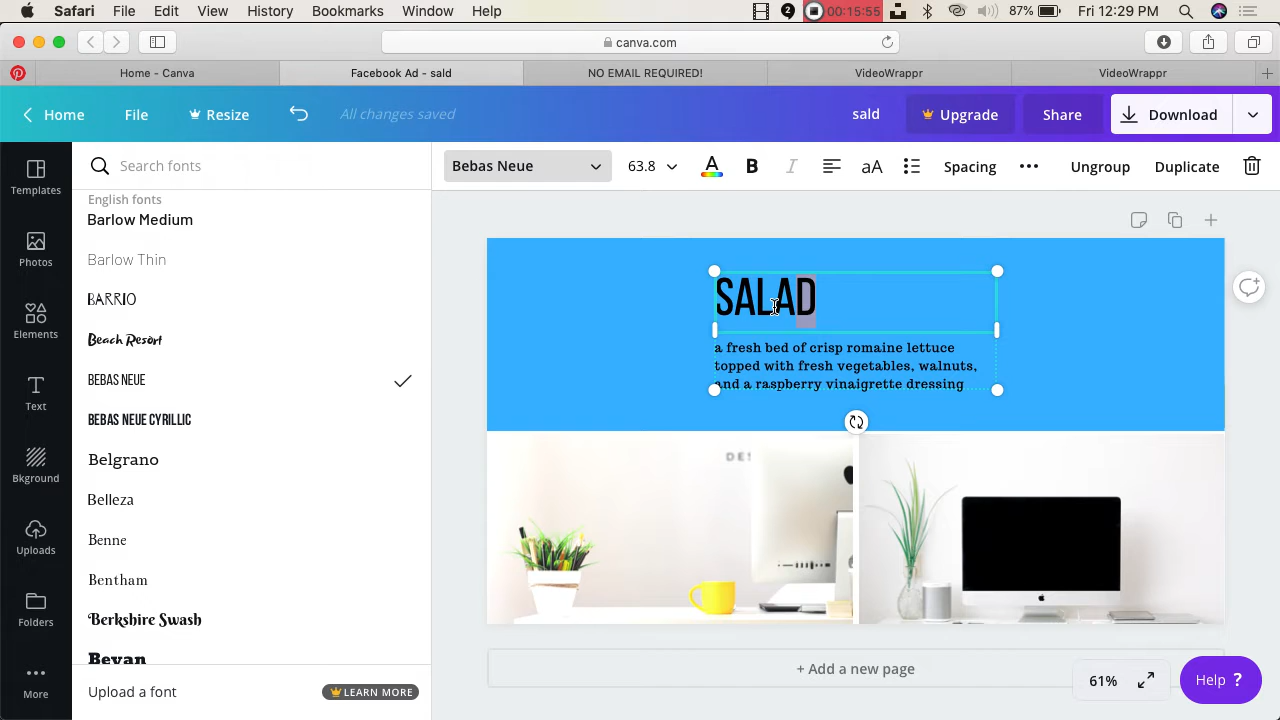 Safari File Edit View History Bookmarks Window Help 2 00:15:55 87% Fri 12:29 PM
canva.com
Home - Canva Facebook Ad - sald NO EMAIL REQUIRED! VideoWrappr VideoWrappr
Home File Resize All changes saved sald Upgrade Share Download
Templates
Photos
Elements
Text
Bkground
Uploads
Folders
More
Search fonts
English fonts
Barlow Medium
Barlow Thin
BARRIO
Beach Resort
BEBAS NEUE
BEBAS NEUE CYRILLIC
Belgrano
Belleza
Benne
Bentham
Berkshire Swash
Bevan
Upload a font LEARN MORE
Bebas Neue 63.8 A B I aA Spacing Ungroup Duplicate
SALAD
a fresh bed of crisp romaine lettuce
topped with fresh vegetables, walnuts,
and a raspberry vinaigrette dressing
+ Add a new page
61%
Help ?